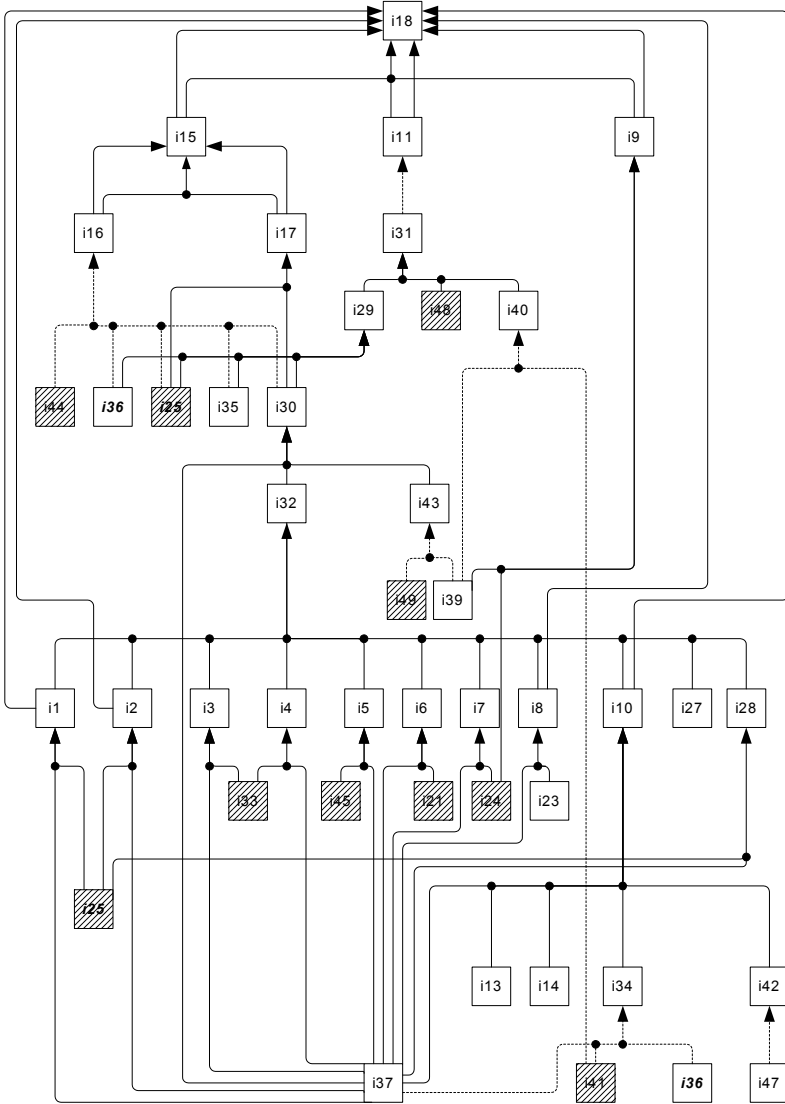 i18
i15 i11 i9
i16 i17 i31
i29 i48 i40
i44 i36 i25 i35 i30
i32 i43
i49 i39
i1 i2 i3 i4 i5 i6 i7 i8 i10 i27 i28
i33 i45 i21 i24 i23
i25
i13 i14 i34 i42
i37 i41 i36 i47